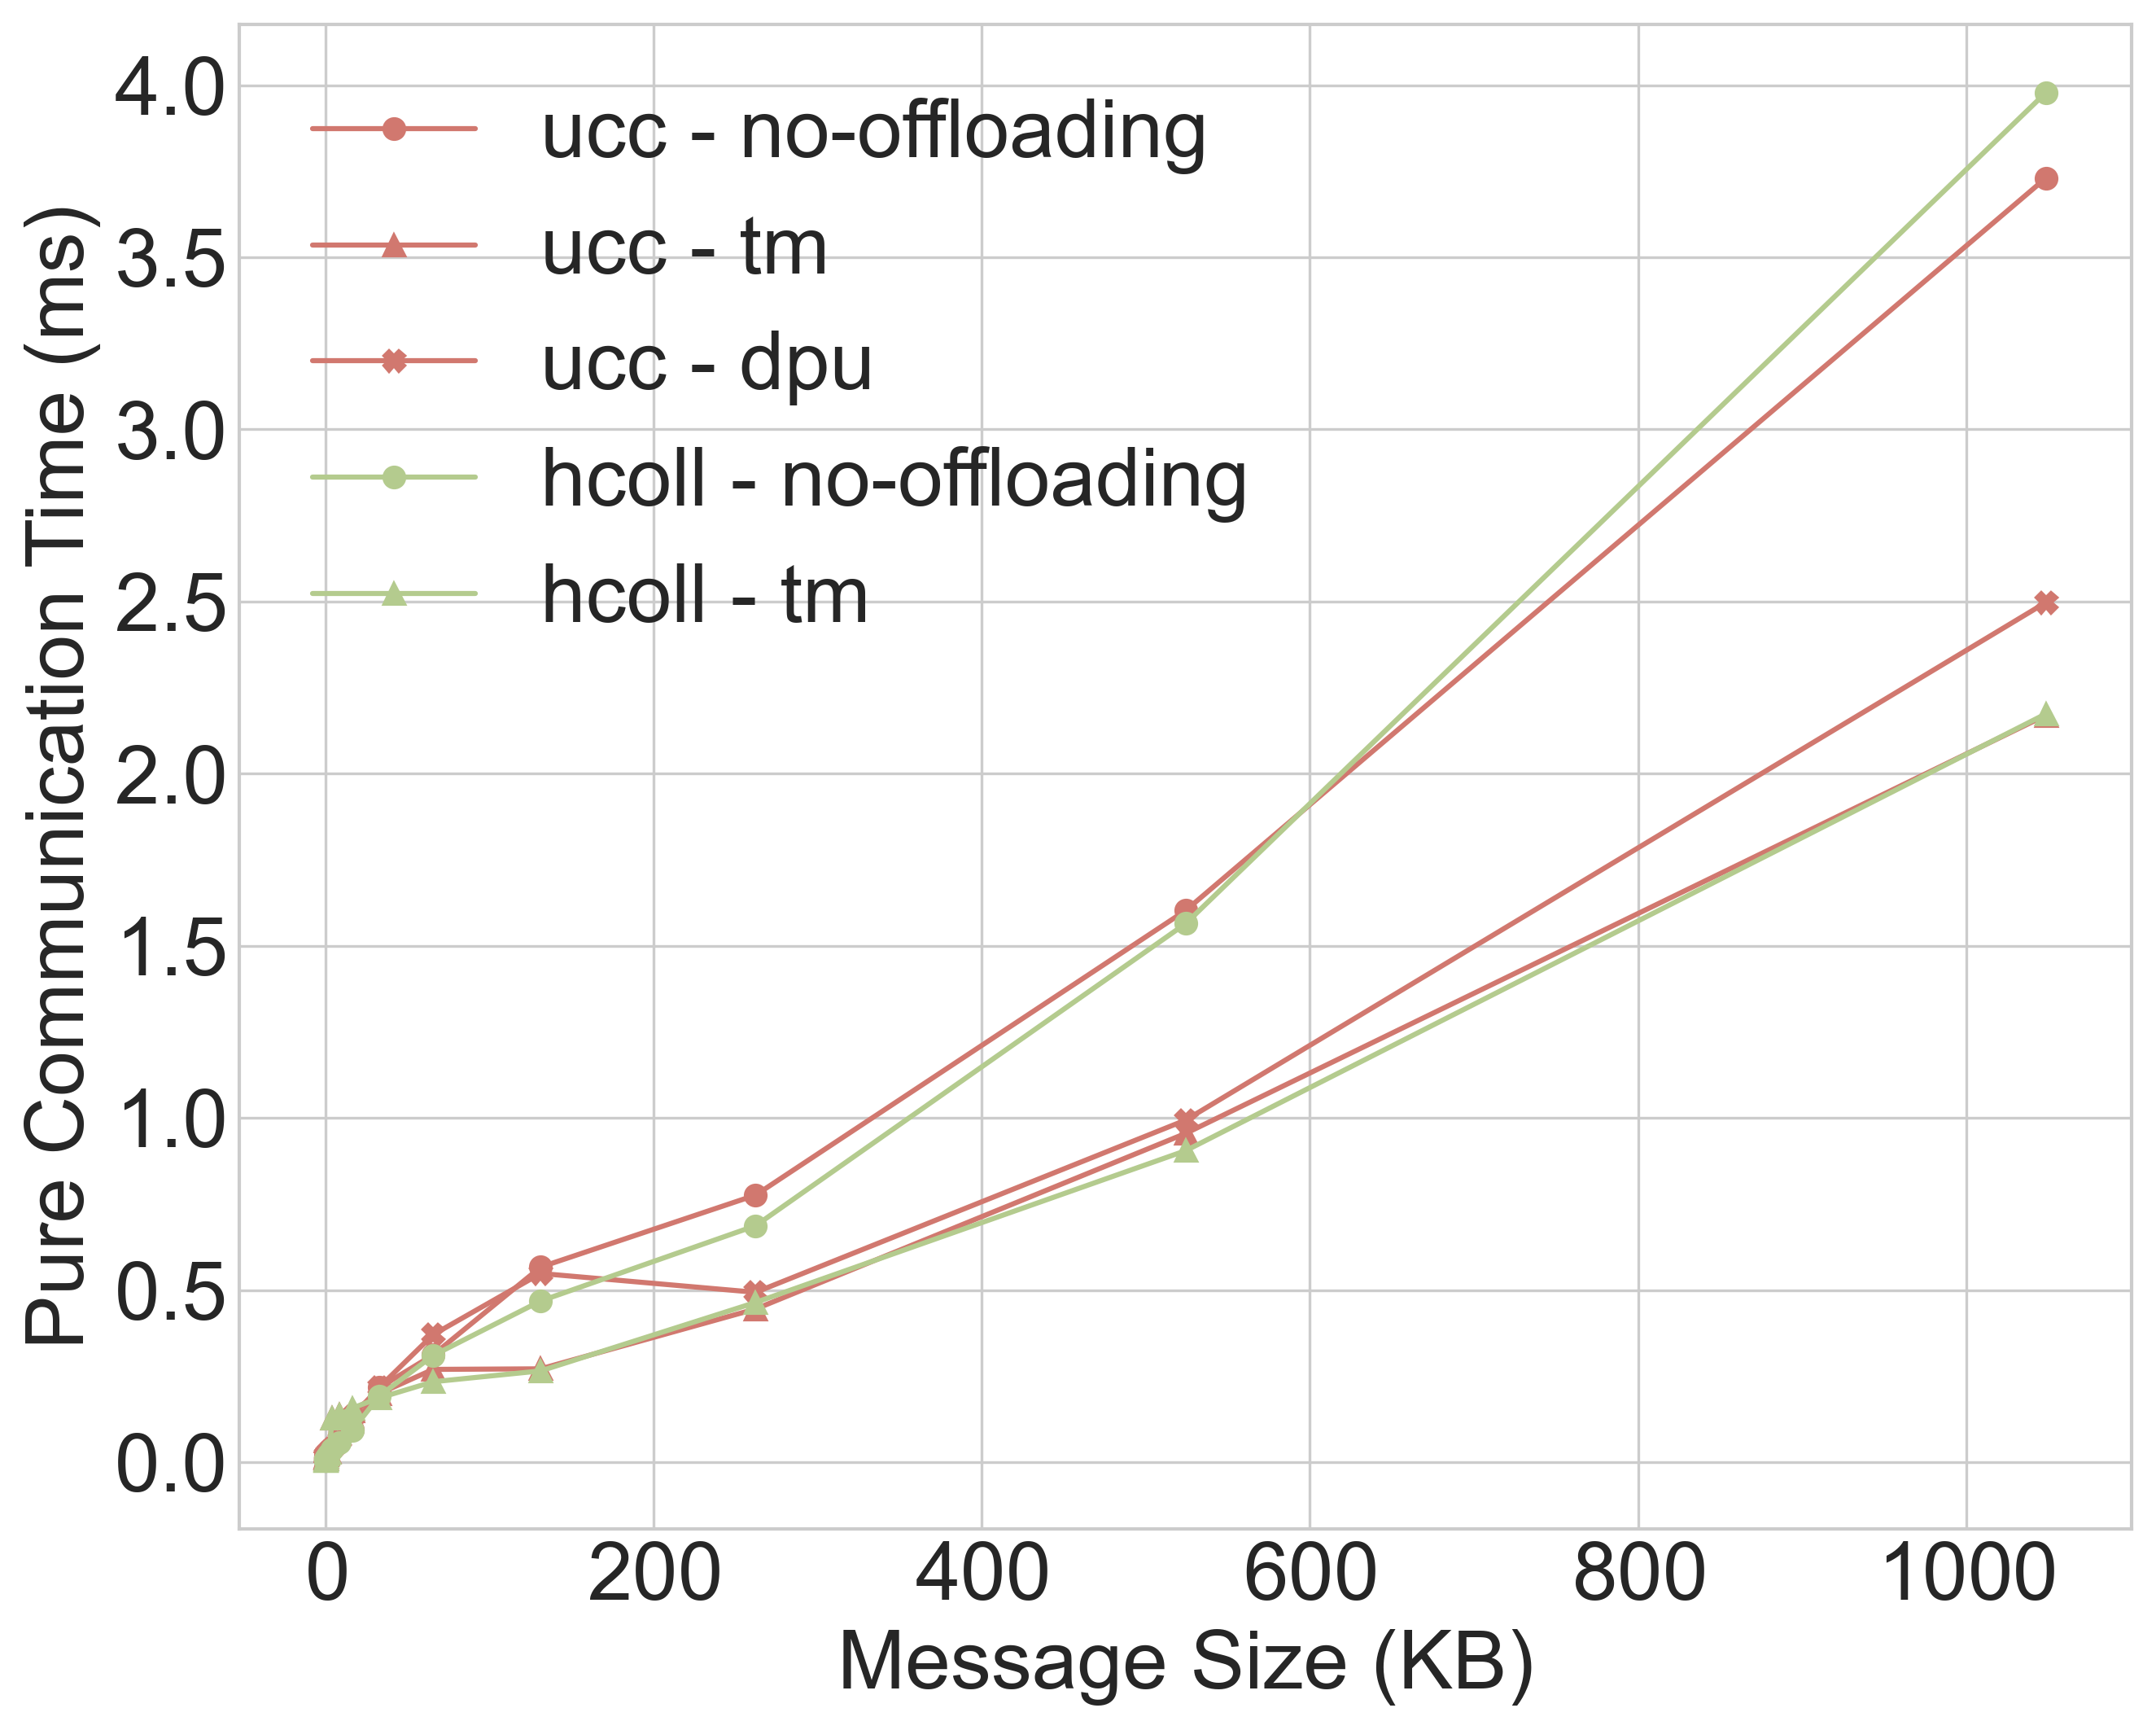 4.0
3.5
3.0
2.5
2.0
1.5
1.0
0.5
0.0
Pure Communication Time (ms)
ucc - no-offloading
ucc - tm
ucc - dpu
hcoll - no-offloading
hcoll - tm
0 200 400 600 800 1000
Message Size (KB)